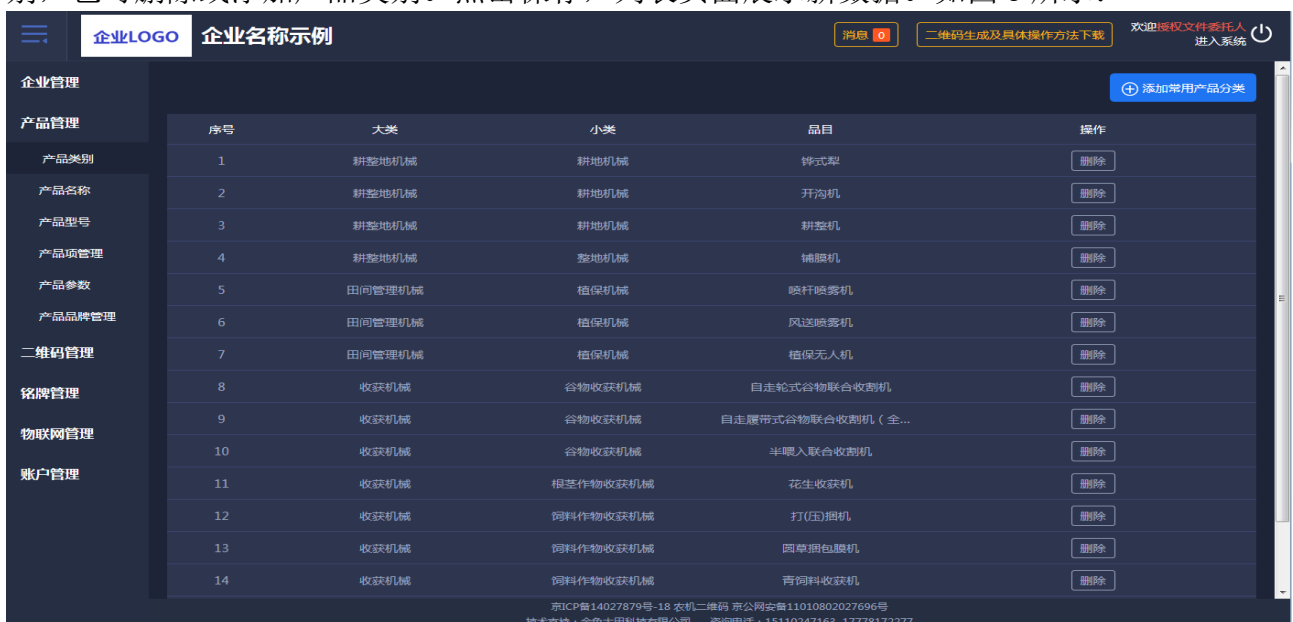 企业LOGO 企业名称示例 消息 0 二维码生成及具体操作方法下载 欢迎授权文件委托人
进入系统
企业管理
添加常用产品分类
产品管理
序号 大类 小类 品目 操作
产品类别
1 耕整地机械 耕地机械 铧式犁 删除
产品名称
2 耕整地机械 耕地机械 开沟机 删除
产品型号
3 耕整地机械 耕地机械 耕整机 删除
产品项管理
4 耕整地机械 整地机械 铺膜机 删除
产品参数
5 田间管理机械 植保机械 喷杆喷雾机 删除
产品品牌管理
6 田间管理机械 植保机械 风送喷雾机 删除
二维码管理
7 田间管理机械 植保机械 植保无人机 删除
铭牌管理
8 收获机械 谷物收获机械 自走轮式谷物联合收割机 删除
9 收获机械 谷物收获机械 自走履带式谷物联合收割机（全... 删除
物联网管理
10 收获机械 谷物收获机械 半喂入联合收割机 删除
账户管理
11 收获机械 根茎作物收获机械 花生收获机 删除
12 收获机械 饲料作物收获机械 打(压)捆机 删除
13 收获机械 饲料作物收获机械 圆草捆包膜机 删除
14 收获机械 饲料作物收获机械 青饲料收获机 删除
京ICP备14027879号-18 农机二维码 京公网安备11010802027696号